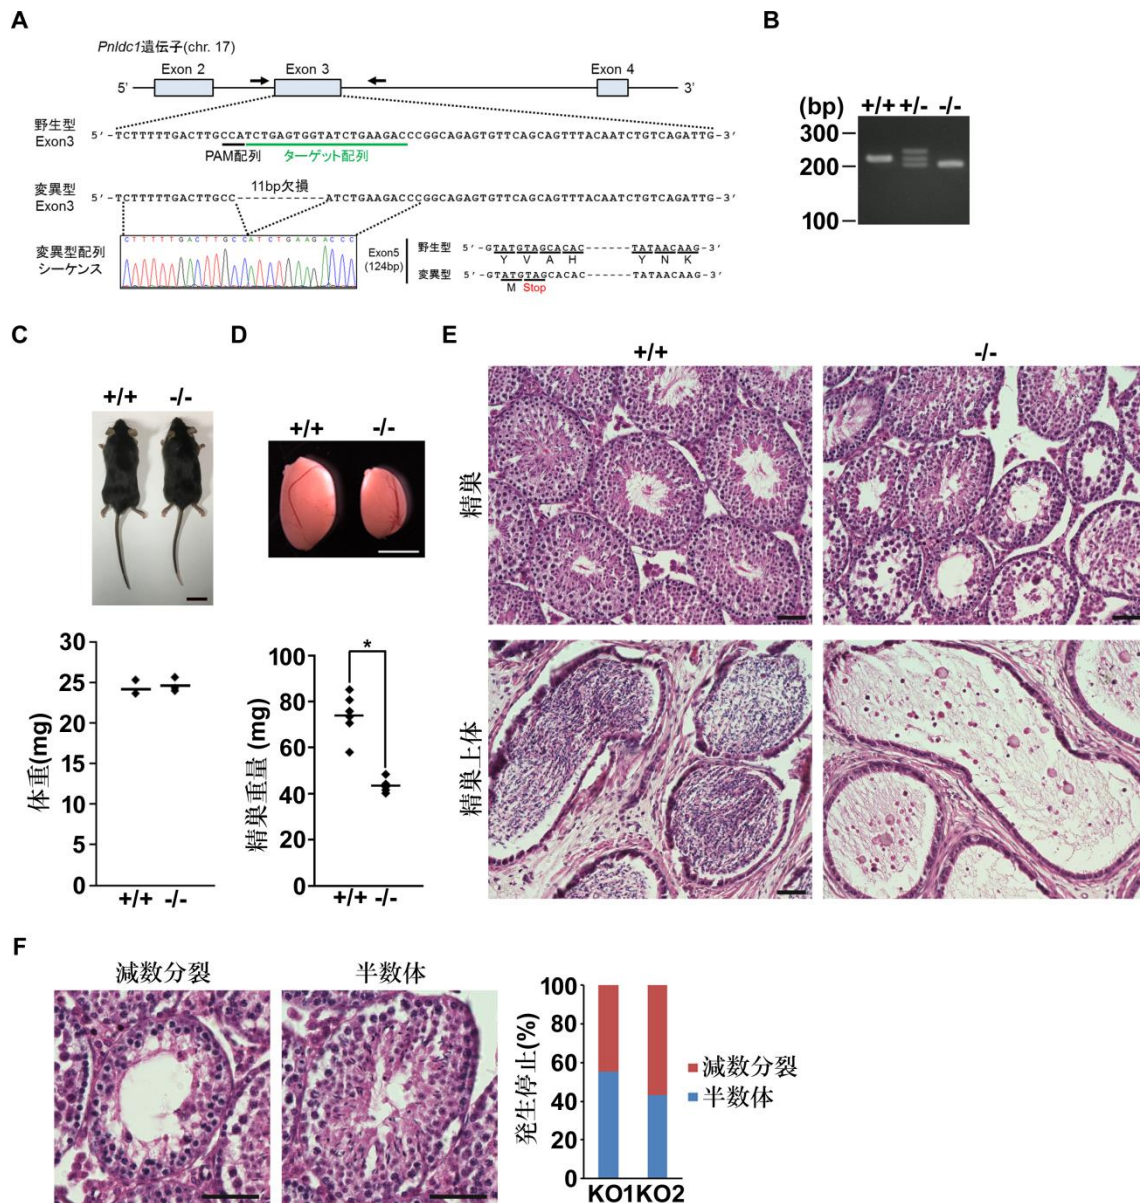 A
Pnldc1遺伝子(chr. 17)
Exon 2
Exon 3
Exon 4
5'
3'
野生型
Exon3
5'-TCTTTTTGACTTGCCATCTGAGTGGTATCTGAAGACCCGGCAGAGTGTTCAGCAGTTTACAATCTGTCAGATTG-3'
PAM配列
ターゲット配列
変異型
Exon3
11bp欠損
5'-TCTTTTTGACTTGCC-----------ATCTGAAGACCCGGCAGAGTGTTCAGCAGTTTACAATCTGTCAGATTG-3'
変異型配列
シーケンス
CTTTTTGACTTGCCATCTGAAGACCC
Exon5
(124bp)
野生型 5'-GTATGTAGCACAC------TATAACAAG-3'
Y V A H Y N K
変異型 5'-GTATGTAGCACAC------TATAACAAG-3'
M Stop
B
(bp) +/+ +/- -/-
300
200
100
C
+/+ -/-
体重(mg)
30
25
20
15
10
5
0
+/+ -/-
D
+/+ -/-
精巣重量 (mg)
100
80
60
40
20
0
*
+/+ -/-
E
+/+ -/-
精巣
精巣上体
F
減数分裂
半数体
発生停止(%)
100
80
60
40
20
0
KO1 KO2
減数分裂
半数体